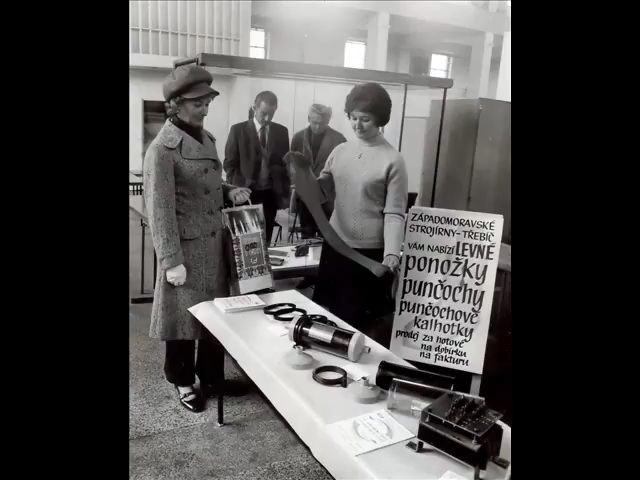 ZÁPADOMORAVSKÉ
STROJÍRNY-TŘEBÍČ
VÁM NABÍZÍ LEVNÉ
ponožky
punčochy
punčochové
kalhotky
prodej za hotové
na dobírku
na fakturu